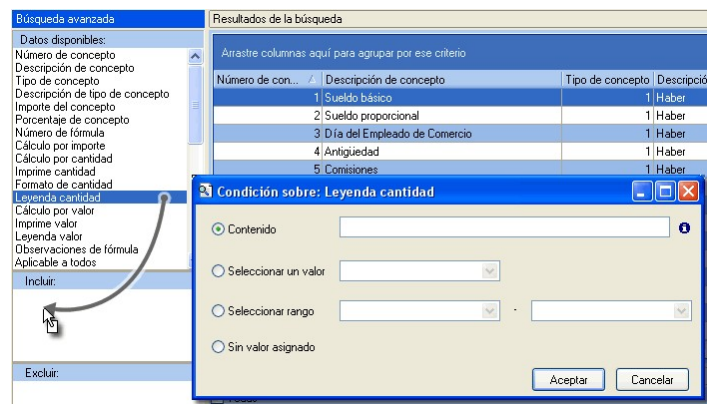 Búsqueda avanzada
Resultados de la búsqueda
Datos disponibles:
Número de concepto
Descripción de concepto
Tipo de concepto
Descripción de tipo de concepto
Importe del concepto
Porcentaje de concepto
Número de fórmula
Cálculo por importe
Cálculo por cantidad
Imprime cantidad
Formato de cantidad
Leyenda cantidad
Cálculo por valor
Imprime valor
Leyenda valor
Observaciones de fórmula
Aplicable a todos
Incluir:
Excluir:
Arrastre columnas aquí para agrupar por ese criterio
Número de con... Descripción de concepto Tipo de concepto Descripció
1 Sueldo básico 1 Haber
2 Sueldo proporcional 1 Haber
3 Día del Empleado de Comercio 1 Haber
4 Antigüedad 1 Haber
5 Comisiones 1 Haber
Condición sobre: Leyenda cantidad
Contenido
Seleccionar un valor
Seleccionar rango -
Sin valor asignado
Aceptar Cancelar